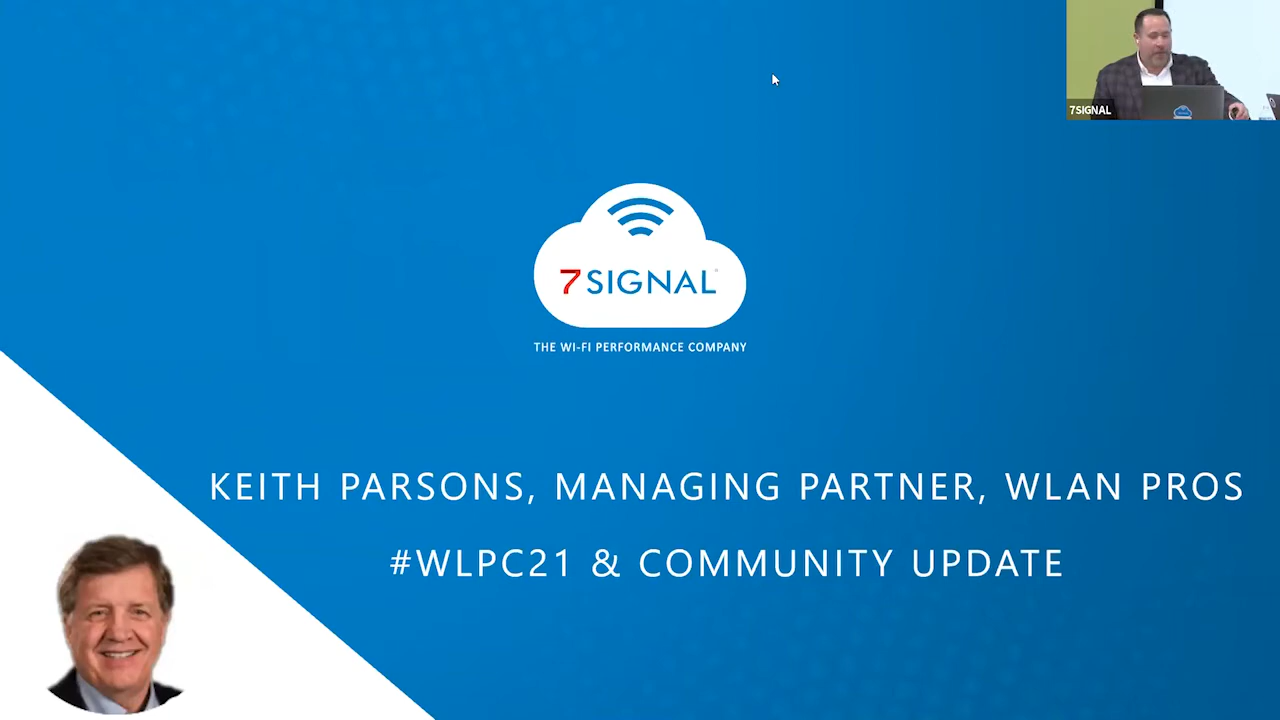 7SIGNAL
7SIGNAL
THE WI-FI PERFORMANCE COMPANY
KEITH PARSONS, MANAGING PARTNER, WLAN PROS
#WLPC21 & COMMUNITY UPDATE